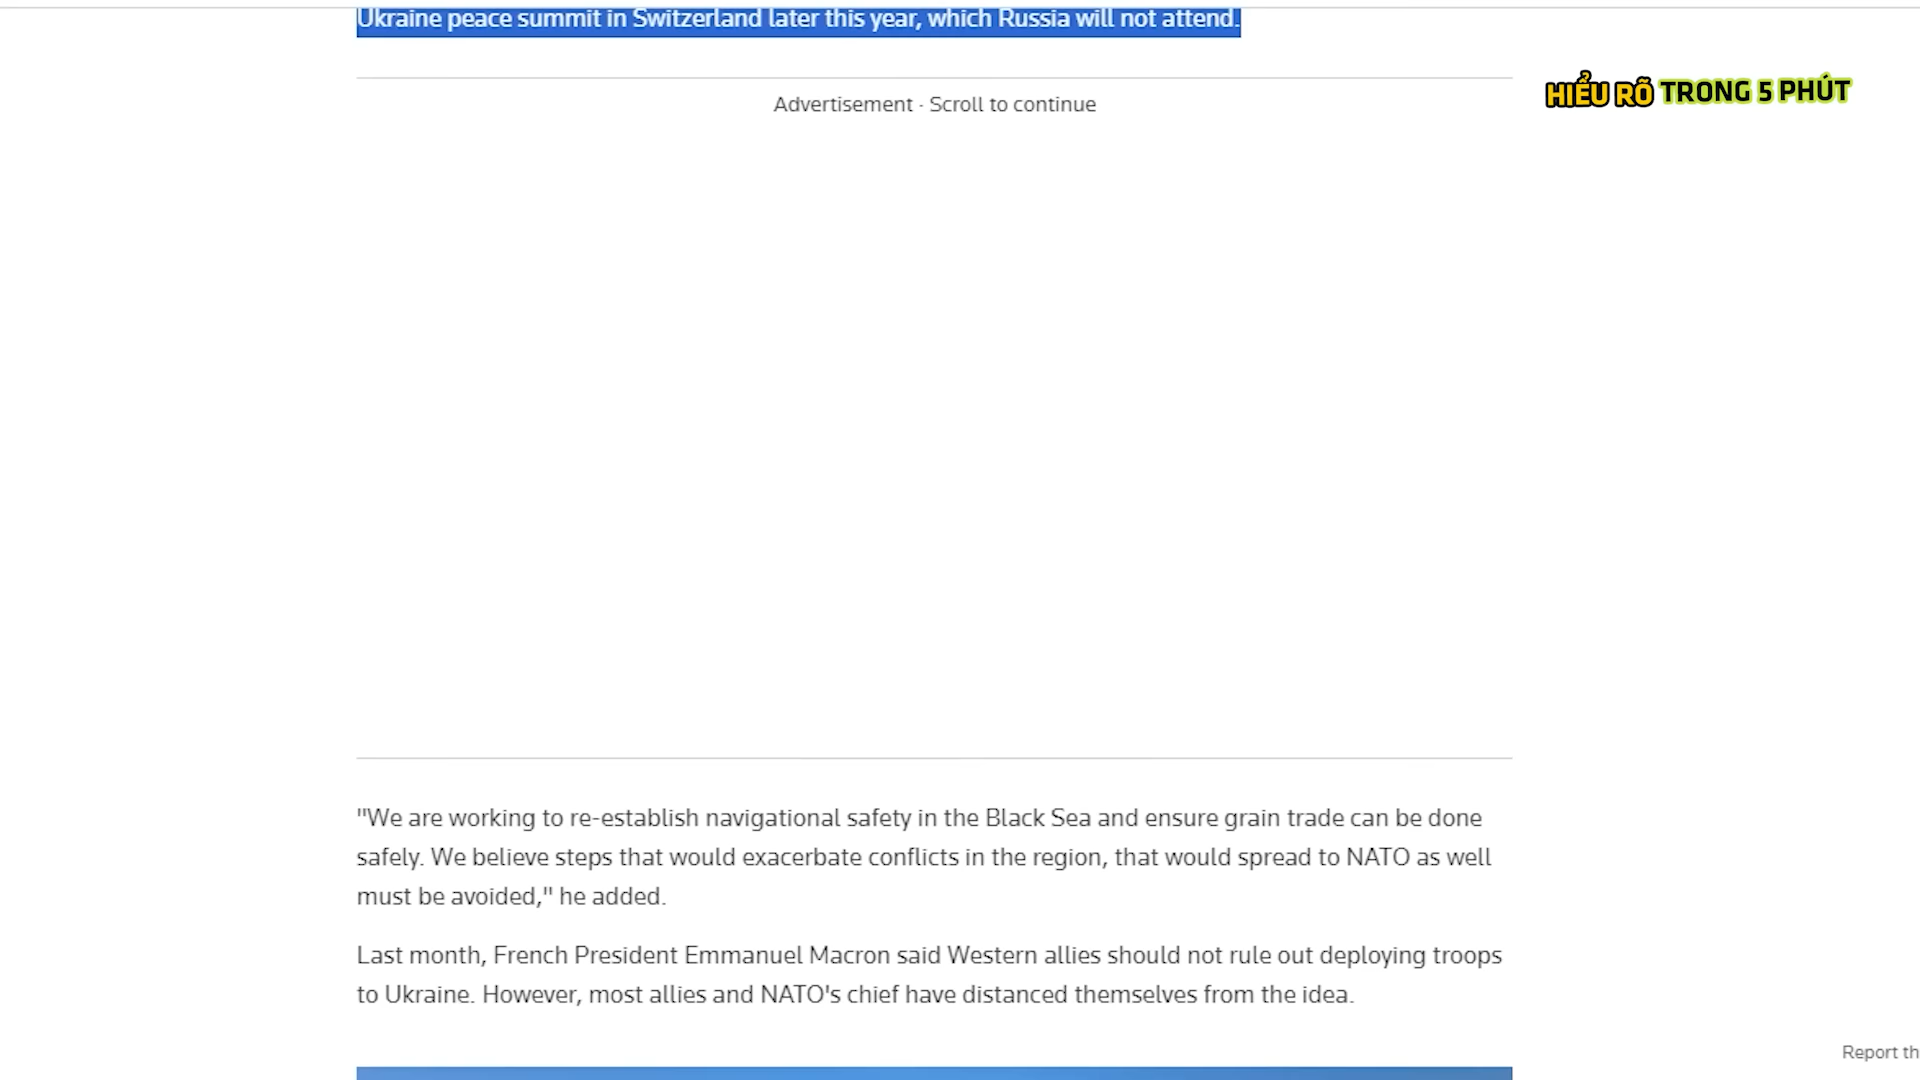 Ukraine peace summit in Switzerland later this year, which Russia will not attend.
HIỂU RÕ TRONG 5 PHÚT
Advertisement · Scroll to continue
"We are working to re-establish navigational safety in the Black Sea and ensure grain trade can be done
safely. We believe steps that would exacerbate conflicts in the region, that would spread to NATO as well
must be avoided," he added.
Last month, French President Emmanuel Macron said Western allies should not rule out deploying troops
to Ukraine. However, most allies and NATO's chief have distanced themselves from the idea.
Report th